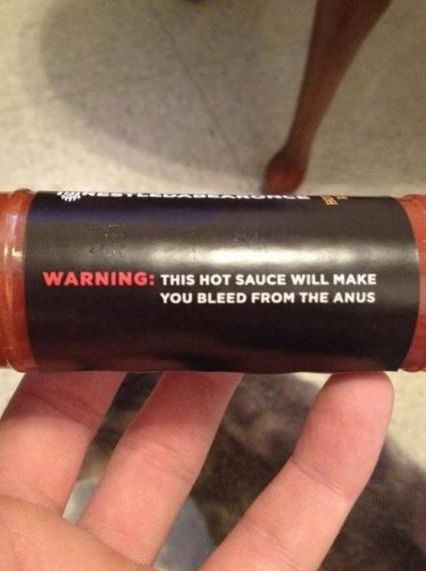 WARNING: THIS HOT SAUCE WILL MAKE
YOU BLEED FROM THE ANUS